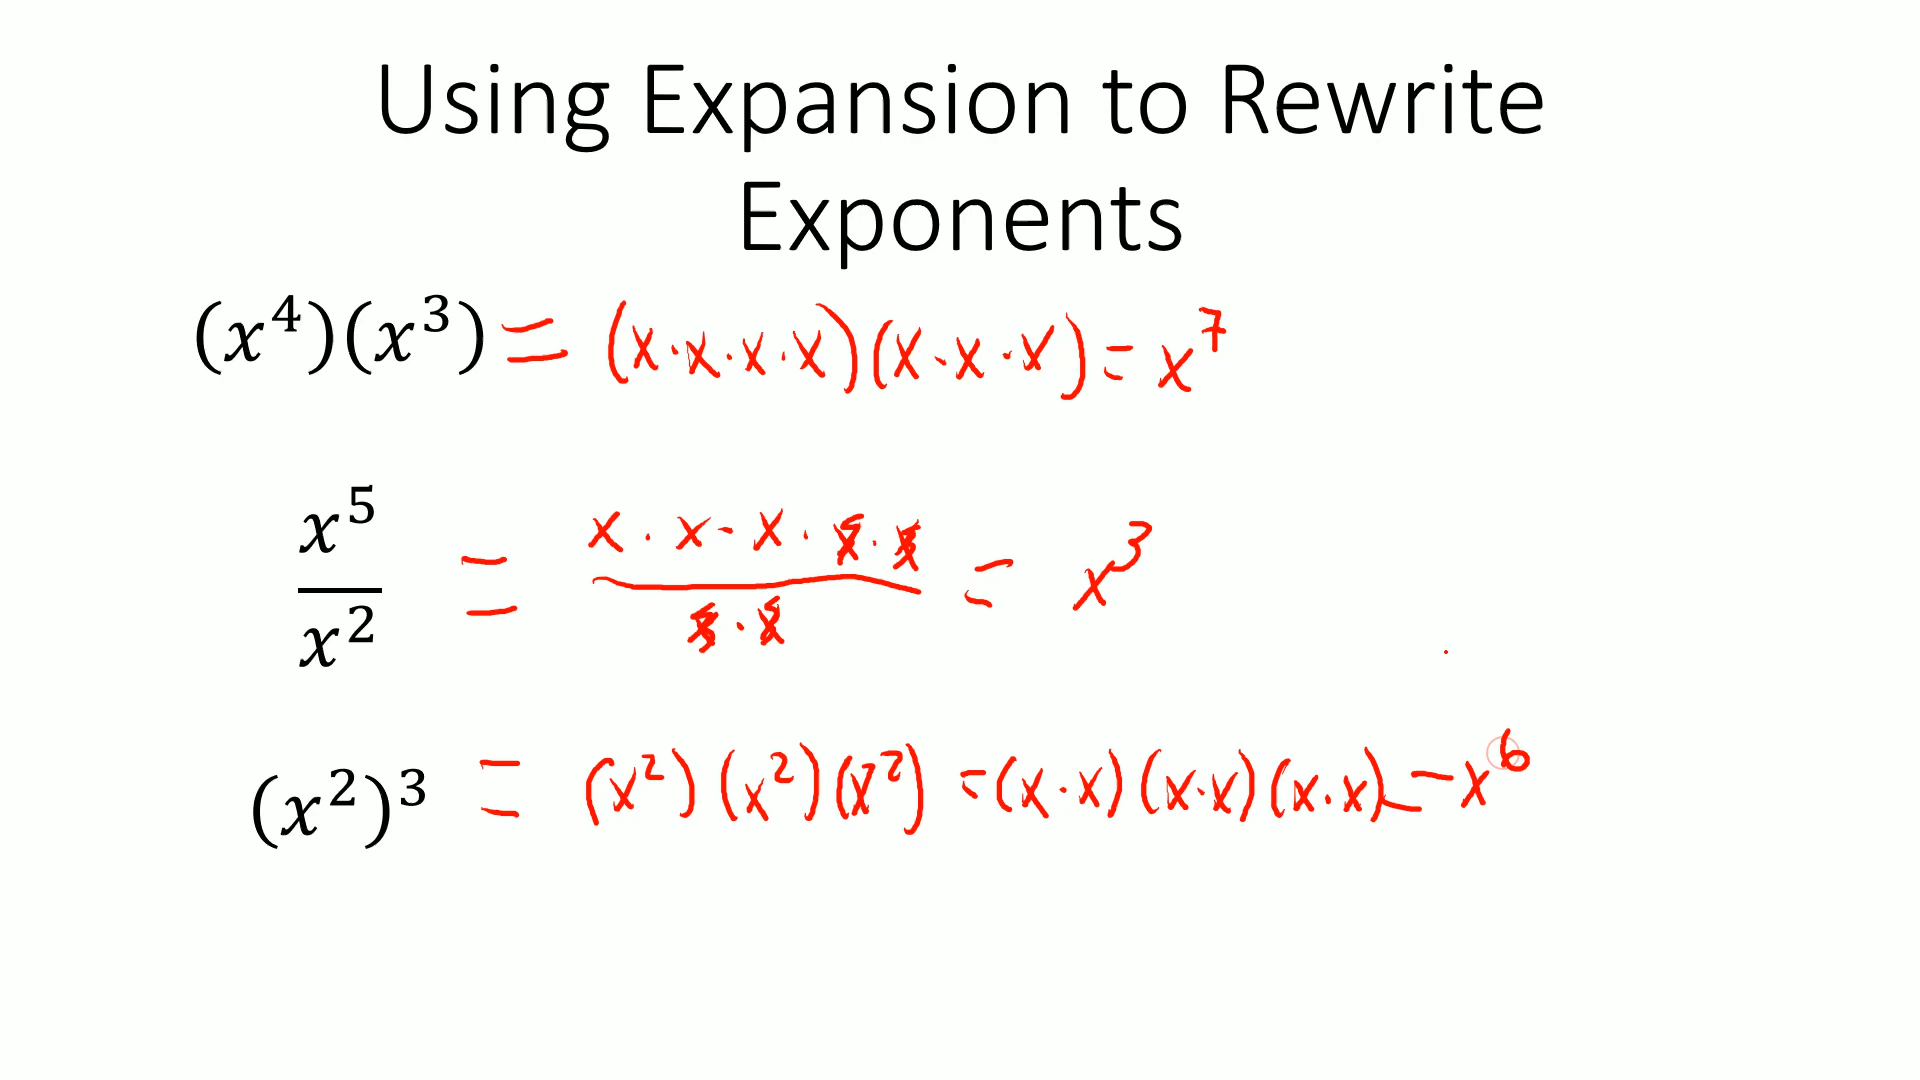 Using Expansion to Rewrite
Exponents
(x⁴)(x³) = (x·x·x·x)(x·x·x) = x⁷
x⁵/x² = x·x·x·x·x/x·x = x³
(x²)³ = (x²)(x²)(x²) = (x·x)(x·x)(x·x) = x⁶